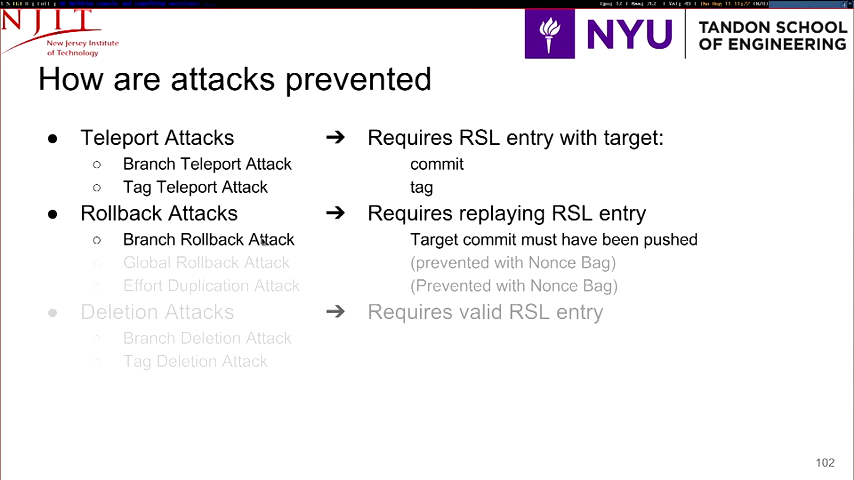 NJIT
New Jersey Institute
of Technology
NYU
TANDON SCHOOL
OF ENGINEERING
How are attacks prevented
● Teleport Attacks ➔ Requires RSL entry with target:
○ Branch Teleport Attack commit
○ Tag Teleport Attack tag
● Rollback Attacks ➔ Requires replaying RSL entry
○ Branch Rollback Attack Target commit must have been pushed
○ Global Rollback Attack (prevented with Nonce Bag)
○ Effort Duplication Attack (Prevented with Nonce Bag)
● Deletion Attacks ➔ Requires valid RSL entry
○ Branch Deletion Attack
○ Tag Deletion Attack
102